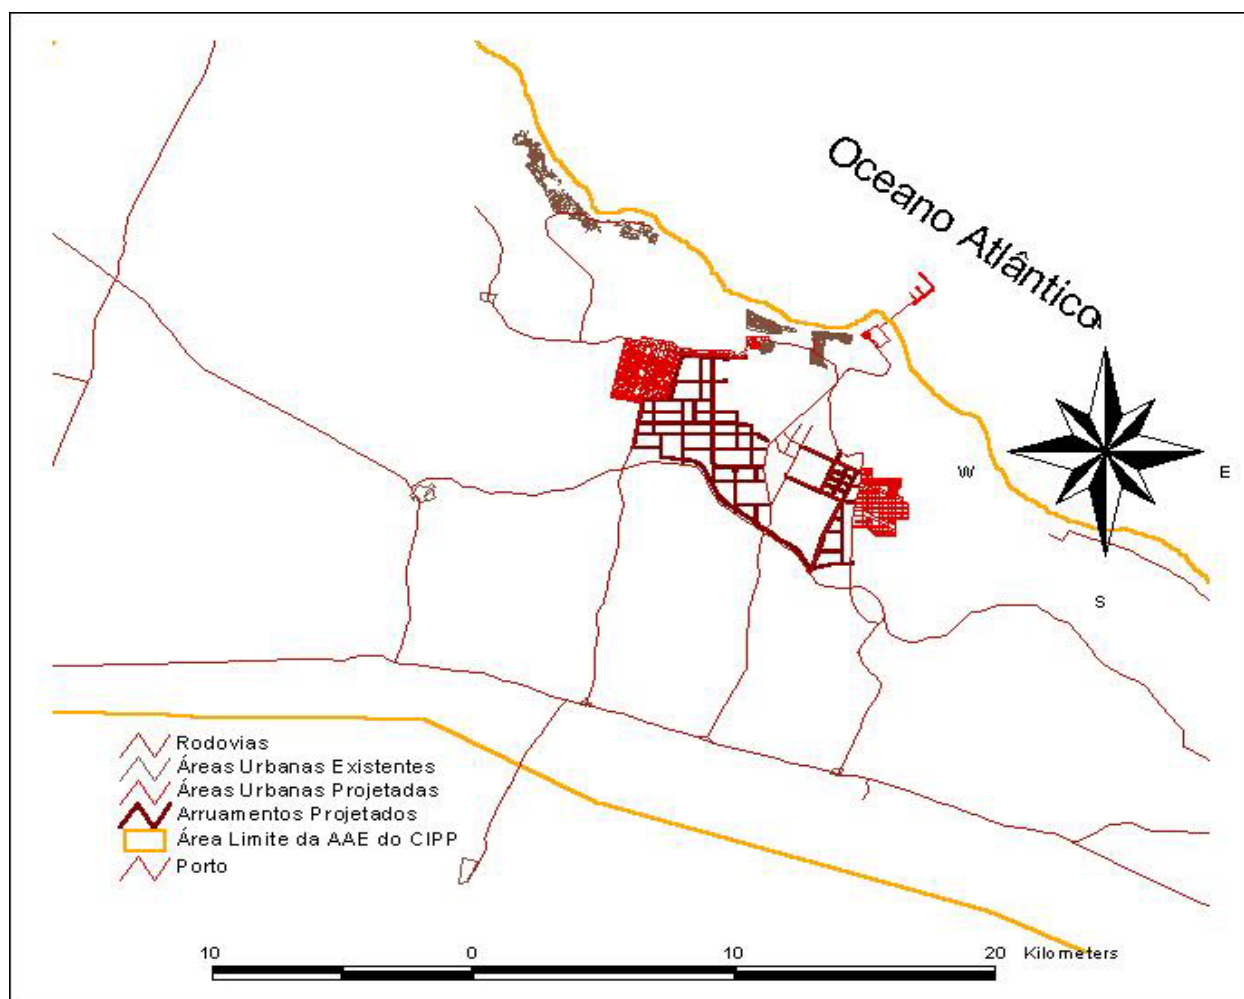 Oceano Atlântico
W
E
S
Rodovias
Áreas Urbanas Existentes
Áreas Urbanas Projetadas
Arruamentos Projetados
Área Limite da AAE do CIPP
Porto
10 0 10 20 Kilometers